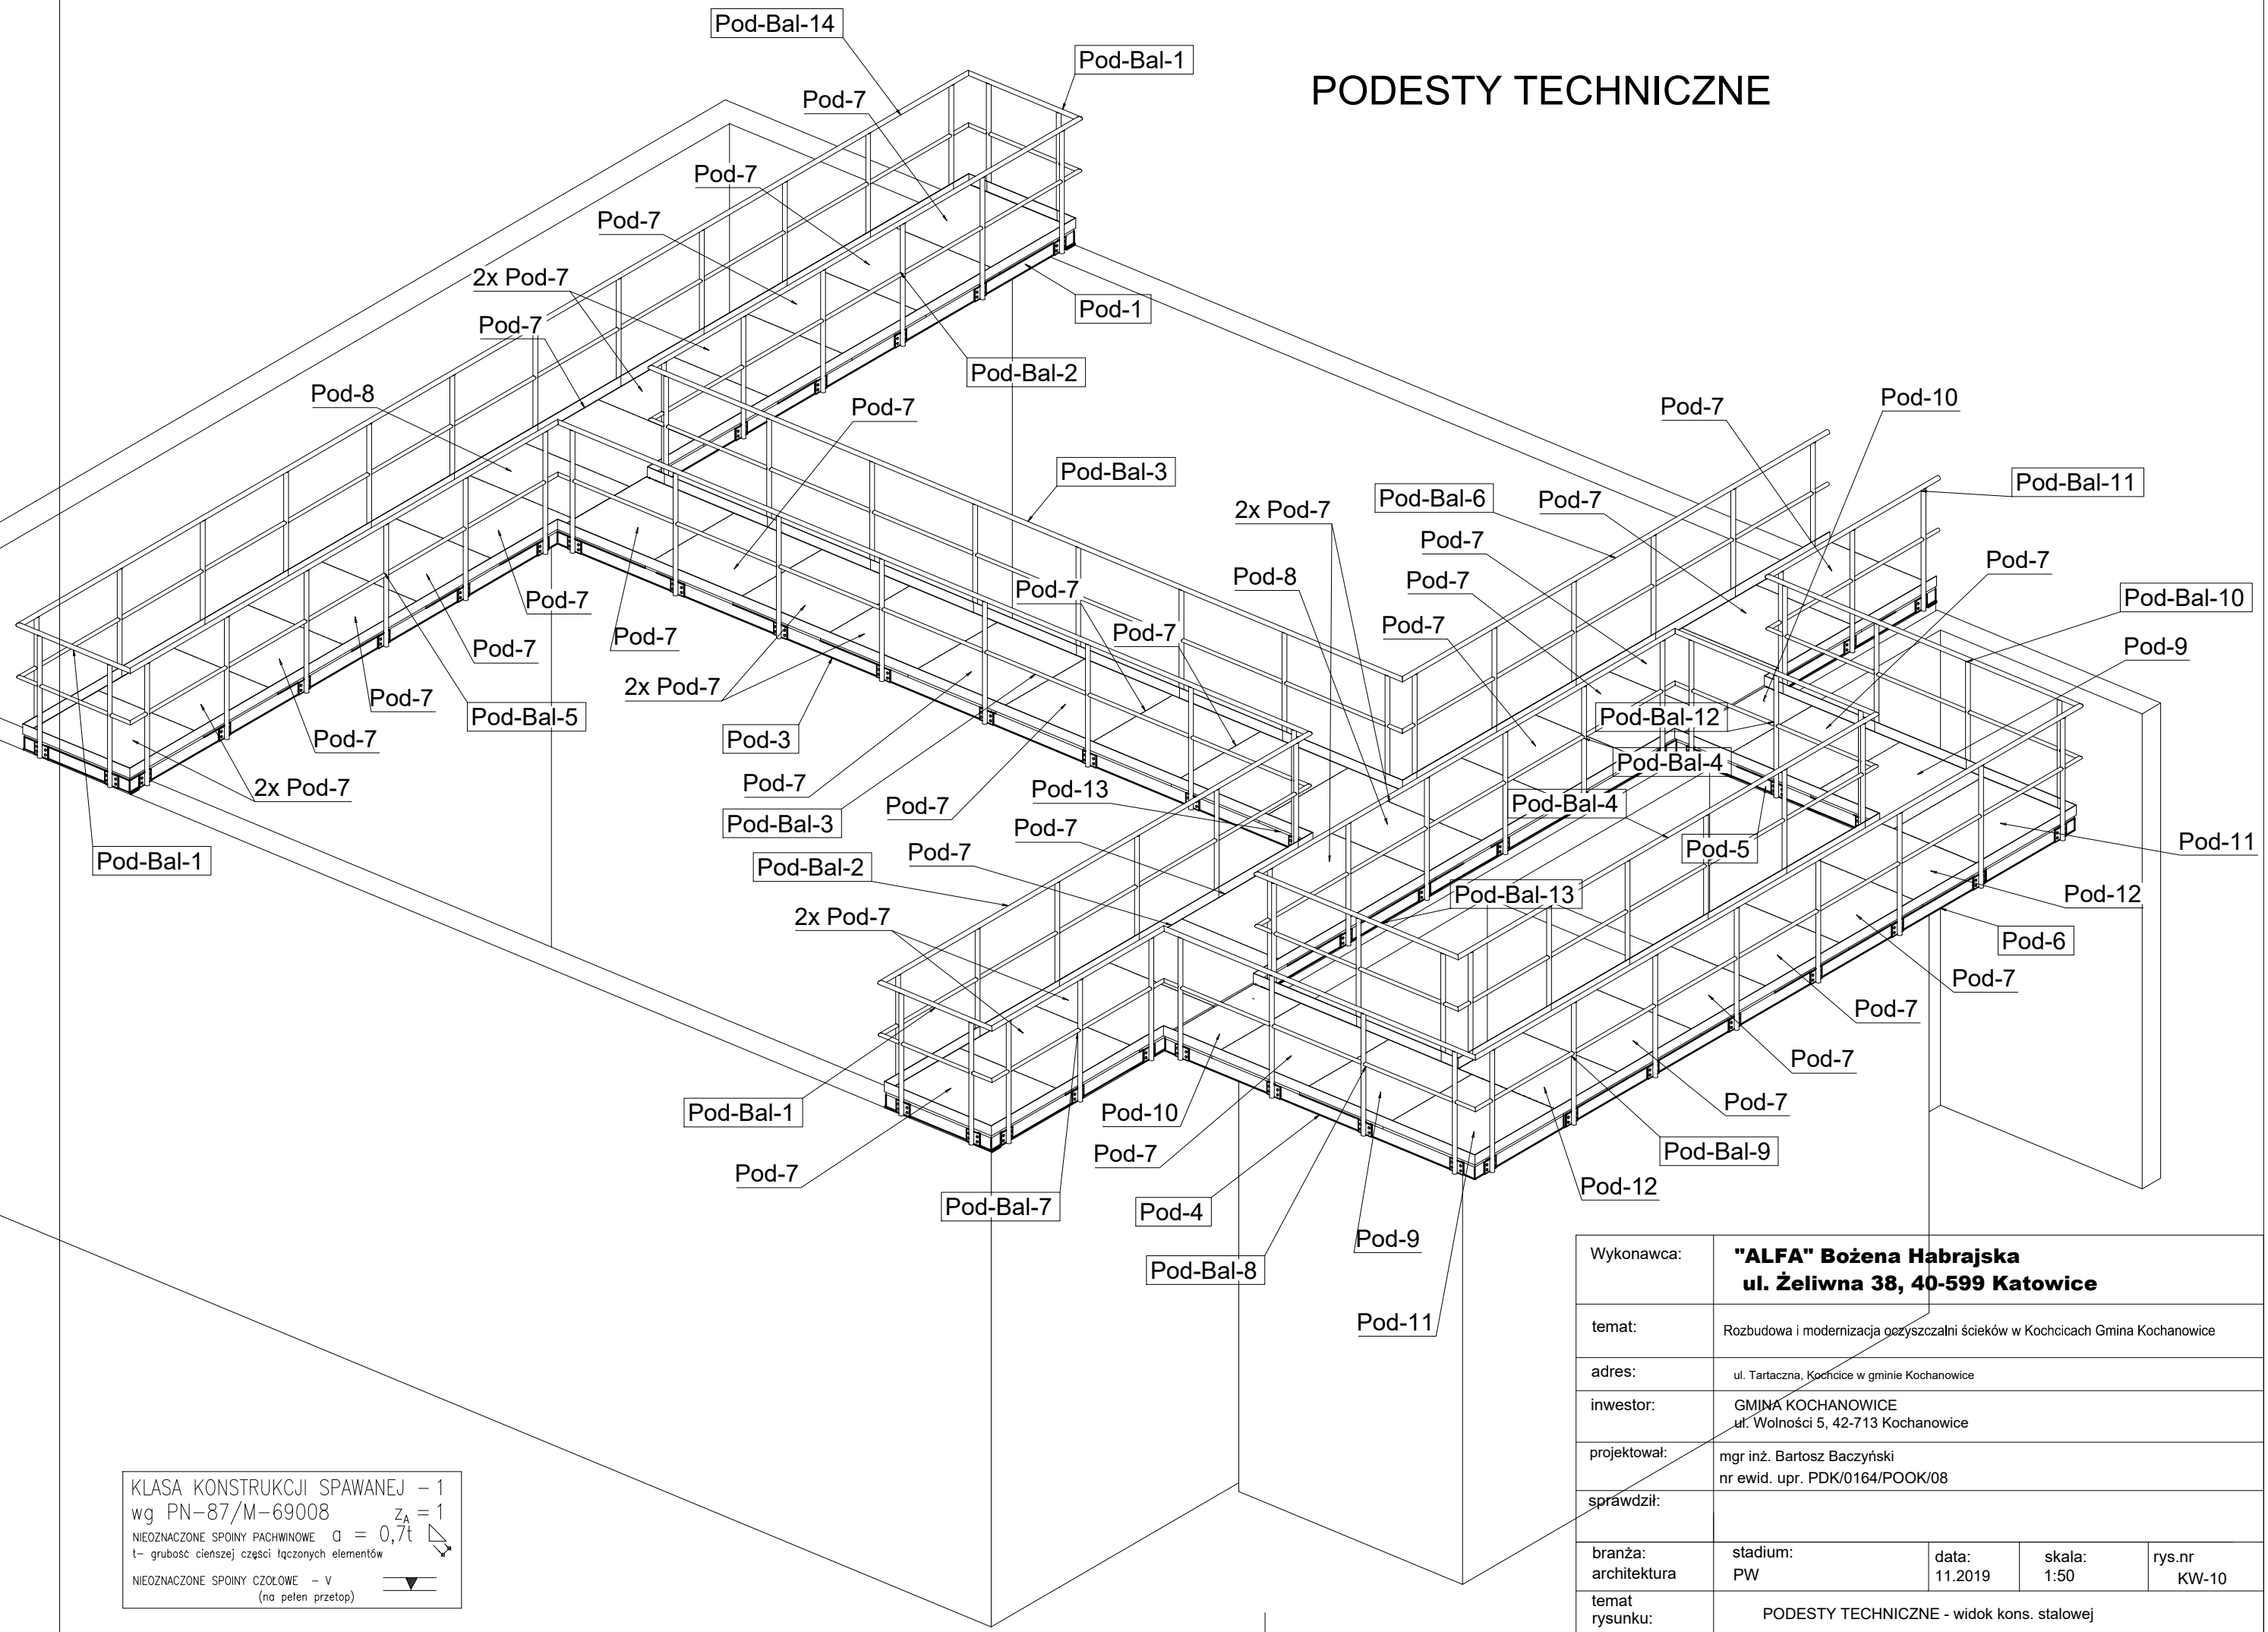 PODESTY TECHNICZNE
Pod-Bal-14
Pod-Bal-1
Pod-7
Pod-7
Pod-7
2x Pod-7
Pod-7
Pod-1
Pod-Bal-2
Pod-8
Pod-7
Pod-10
Pod-7
Pod-Bal-3
Pod-Bal-11
Pod-Bal-6
Pod-7
2x Pod-7
Pod-7
Pod-7
Pod-8
Pod-7
Pod-7
Pod-Bal-10
Pod-7
Pod-7
Pod-7
Pod-7
Pod-7
Pod-9
Pod-7
2x Pod-7
Pod-7
Pod-Bal-5
Pod-Bal-12
Pod-7
Pod-3
Pod-Bal-4
2x Pod-7
Pod-7
Pod-13
Pod-Bal-4
Pod-7
Pod-Bal-3
Pod-7
Pod-5
Pod-11
Pod-Bal-1
Pod-7
Pod-Bal-2
Pod-Bal-13
Pod-12
2x Pod-7
Pod-6
Pod-7
Pod-7
Pod-7
Pod-Bal-1
Pod-10
Pod-7
Pod-7
Pod-Bal-9
Pod-7
Pod-12
Pod-Bal-7
Pod-4
Pod-9
Pod-Bal-8
Pod-11
KLASA KONSTRUKCJI SPAWANEJ - 1
wg PN-87/M-69008 zA = 1
NIEOZNACZONE SPOINY PACHWINOWE a = 0,7t
t- grubość cieńszej części łączonych elementów
NIEOZNACZONE SPOINY CZOŁOWE - V
(na pełen przetop)
Wykonawca: "ALFA" Bożena Habrajska
ul. Żeliwna 38, 40-599 Katowice
temat: Rozbudowa i modernizacja oczyszczalni ścieków w Kochcicach Gmina Kochanowice
adres: ul. Tartaczna, Kochcice w gminie Kochanowice
inwestor: GMINA KOCHANOWICE
ul. Wolności 5, 42-713 Kochanowice
projektował: mgr inż. Bartosz Baczyński
nr ewid. upr. PDK/0164/POOK/08
sprawdził:
branża: stadium: data: skala: rys.nr
architektura PW 11.2019 1:50 KW-10
temat
rysunku: PODESTY TECHNICZNE - widok kons. stalowej